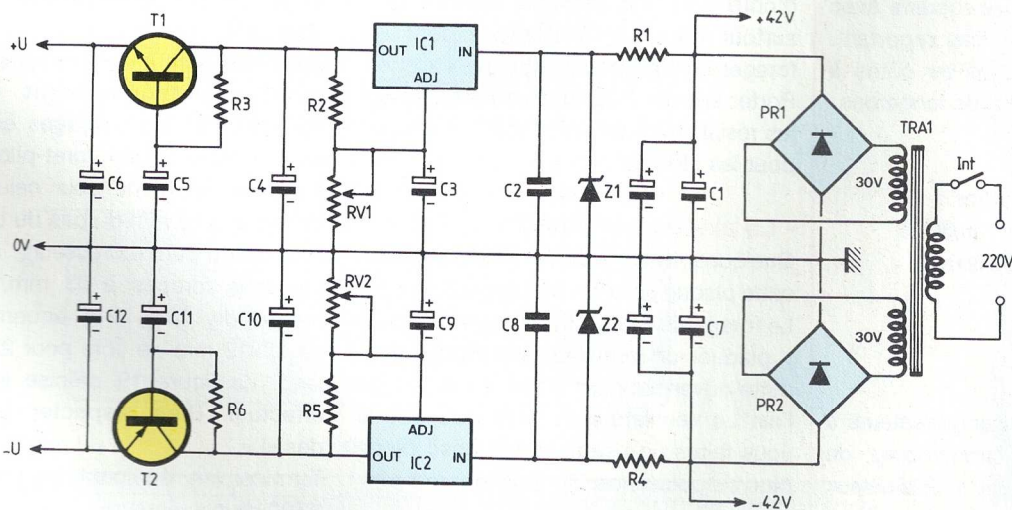 T1
+42V
+U
OUT IC1 IN
ADJ
R1
R3
R2
PR1
TRA1
30V
Int
C6
C5
C4
RV1
C3
C2
Z1
C1
0V
220V
C12
C11
C10
RV2
C9
C8
Z2
C7
30V
R6
R5
PR2
ADJ
-U
OUT IC2 IN
T2
R4
-42V